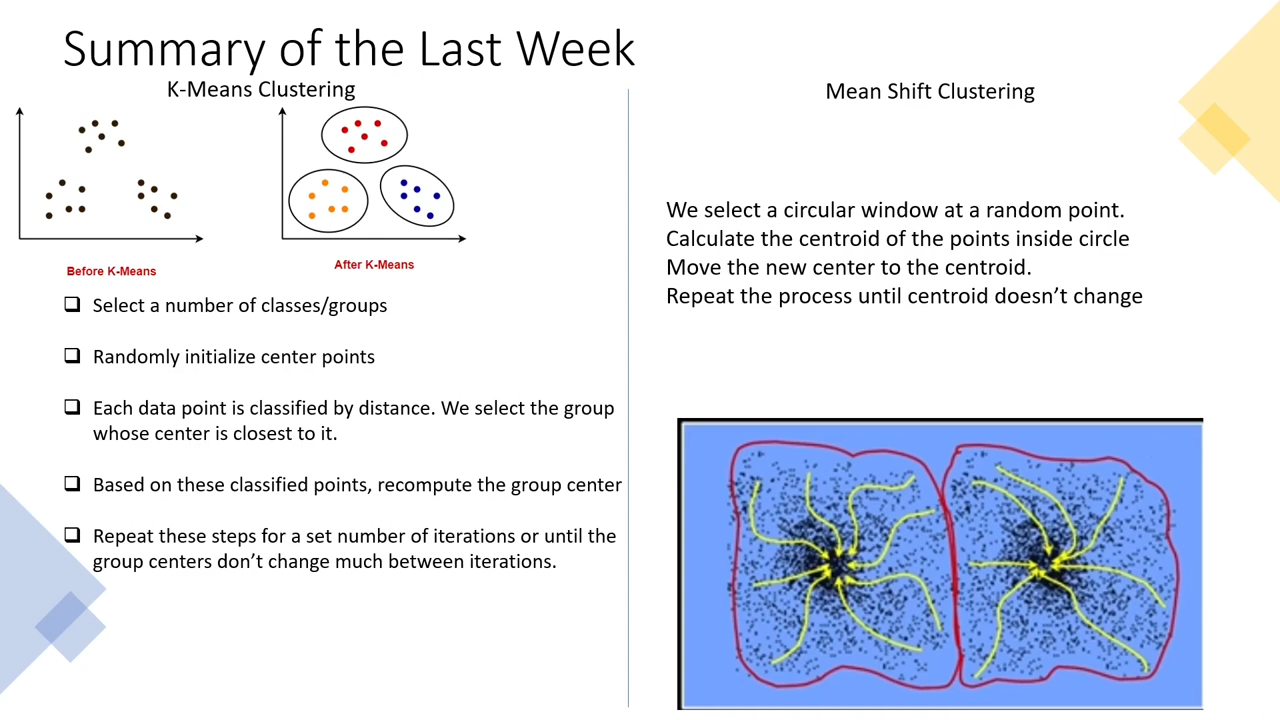 Summary of the Last Week
K-Means Clustering
Before K-Means
After K-Means
❑ Select a number of classes/groups
❑ Randomly initialize center points
❑ Each data point is classified by distance. We select the group
whose center is closest to it.
❑ Based on these classified points, recompute the group center
❑ Repeat these steps for a set number of iterations or until the
group centers don’t change much between iterations.
Mean Shift Clustering
We select a circular window at a random point.
Calculate the centroid of the points inside circle
Move the new center to the centroid.
Repeat the process until centroid doesn’t change